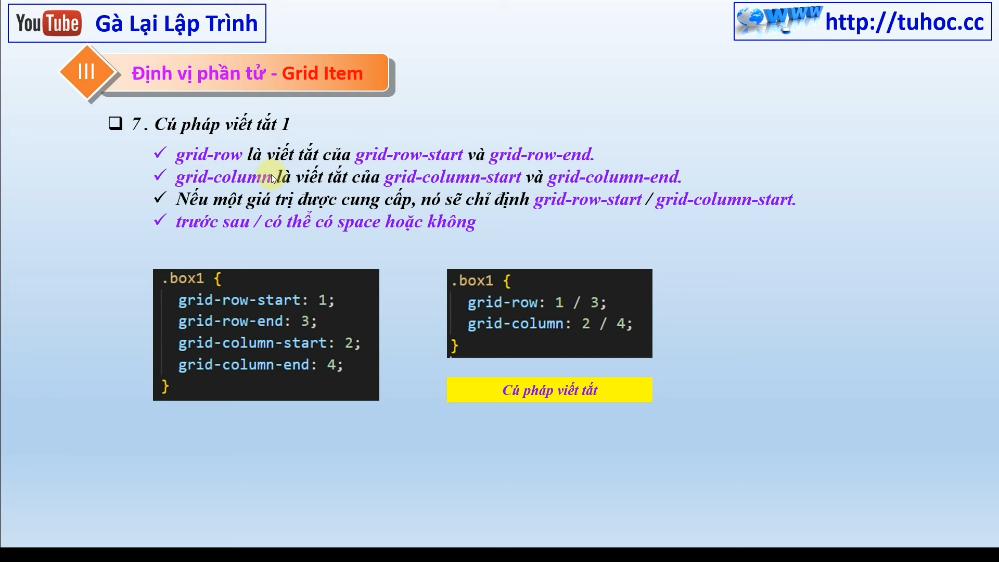 YouTube Gà Lại Lập Trình
http://tuhoc.cc
III
Định vị phần tử - Grid Item
7 . Cú pháp viết tắt 1
grid-row là viết tắt của grid-row-start và grid-row-end.
grid-column là viết tắt của grid-column-start và grid-column-end.
Nếu một giá trị được cung cấp, nó sẽ chỉ định grid-row-start / grid-column-start.
trước sau / có thể có space hoặc không
.box1 {
grid-row-start: 1;
grid-row-end: 3;
grid-column-start: 2;
grid-column-end: 4;
}
.box1 {
grid-row: 1 / 3;
grid-column: 2 / 4;
}
Cú pháp viết tắt